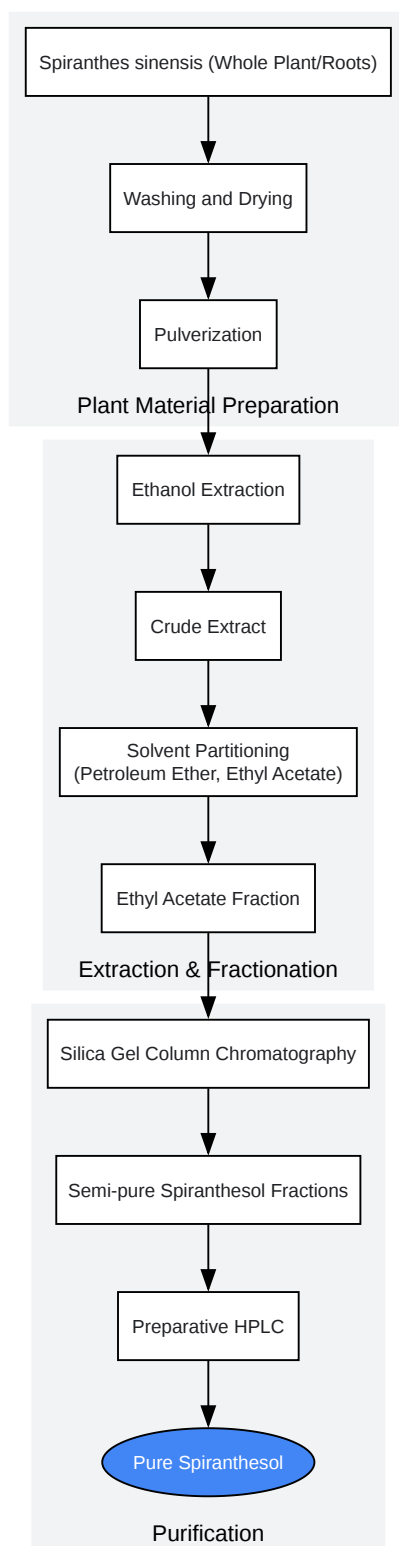 Spiranthes sinensis (Whole Plant/Roots)
Washing and Drying
Pulverization
Plant Material Preparation
Ethanol Extraction
Crude Extract
Solvent Partitioning
(Petroleum Ether, Ethyl Acetate)
Ethyl Acetate Fraction
Extraction & Fractionation
Silica Gel Column Chromatography
Semi-pure Spiranthesol Fractions
Preparative HPLC
Pure Spiranthesol
Purification